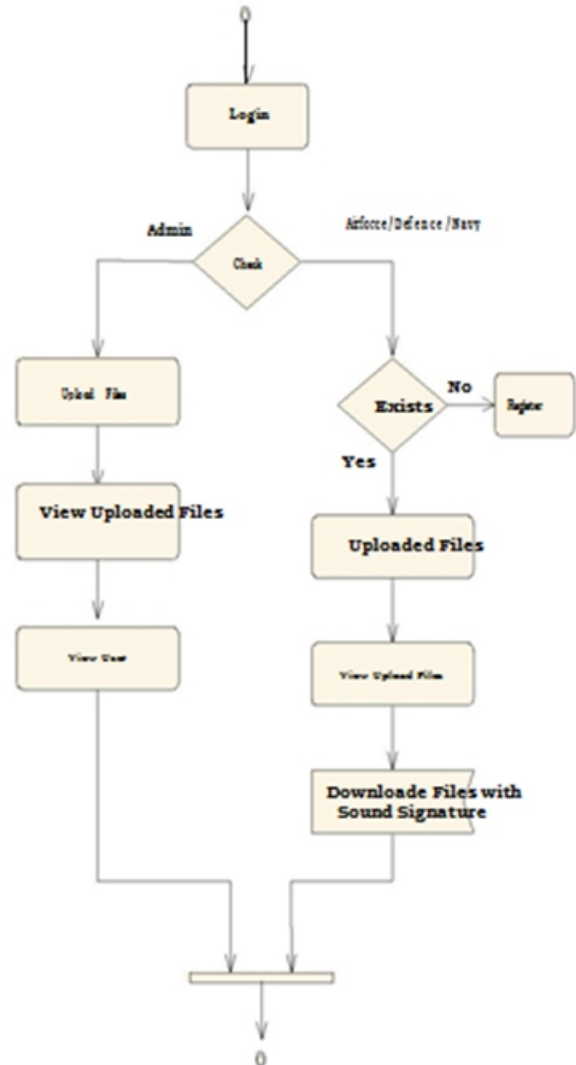 Login
Admin
Airforce / Defence / Navy
Check
Upload Files
Exists
No
Register
Yes
View Uploaded Files
Uploaded Files
View User
View Upload Files
Downloade Files with
Sound Signature